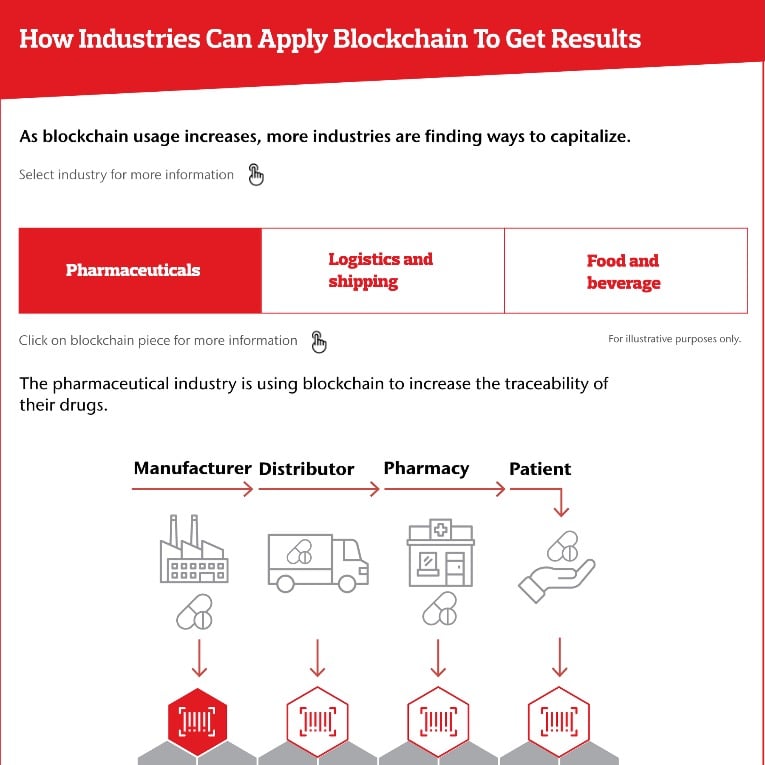 How Industries Can Apply Blockchain To Get Results
As blockchain usage increases, more industries are finding ways to capitalize.
Select industry for more information
Pharmaceuticals
Logistics and
shipping
Food and
beverage
Click on blockchain piece for more information
For illustrative purposes only.
The pharmaceutical industry is using blockchain to increase the traceability of
their drugs.
Manufacturer Distributor Pharmacy Patient